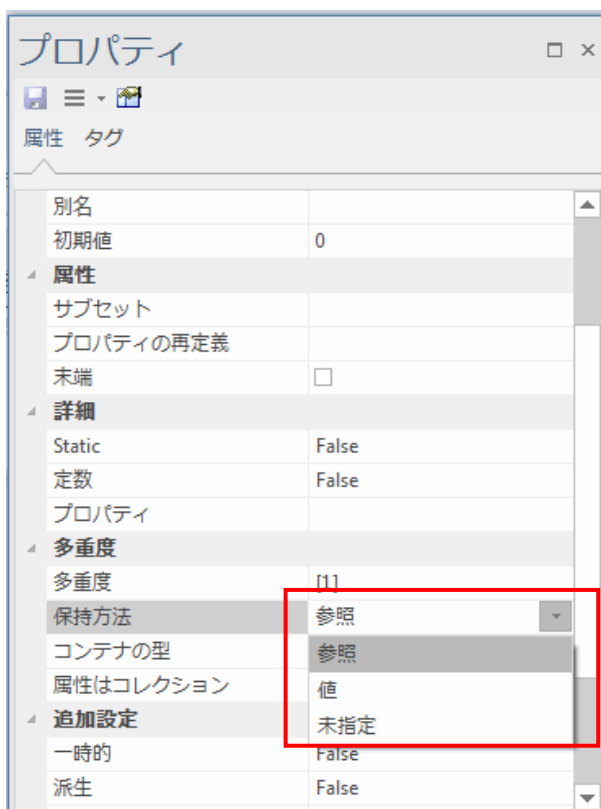 プロパティ
属性 タグ
別名
初期値 0
属性
サブセット
プロパティの再定義
末端
詳細
Static False
定数 False
プロパティ
多重度
多重度 [1]
保持方法 参照
コンテナの型 参照
属性はコレクション 値
追加設定 未指定
一時的 False
派生 False